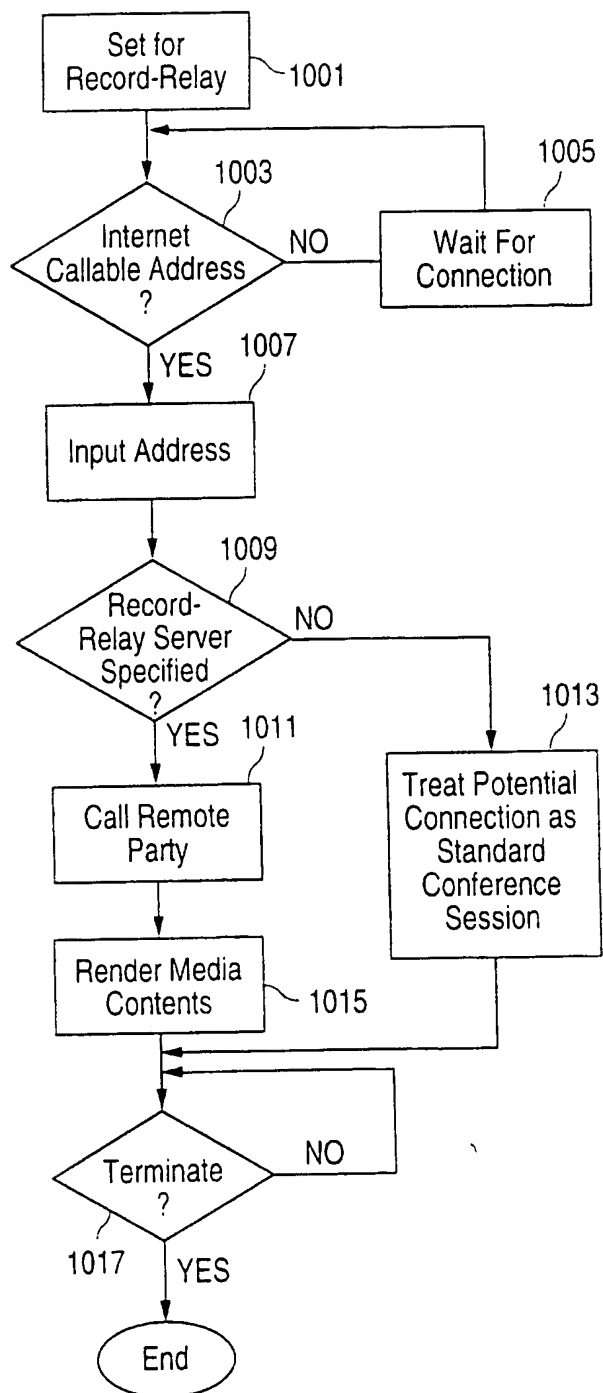 Set for
Record-Relay
1001
1003
1005
Internet
Callable Address
?
NO
Wait For
Connection
YES
1007
Input Address
1009
Record-
Relay Server
Specified
?
NO
YES
1011
1013
Call Remote
Party
Treat Potential
Connection as
Standard
Conference
Session
Render Media
Contents
1015
Terminate
?
NO
1017
YES
End